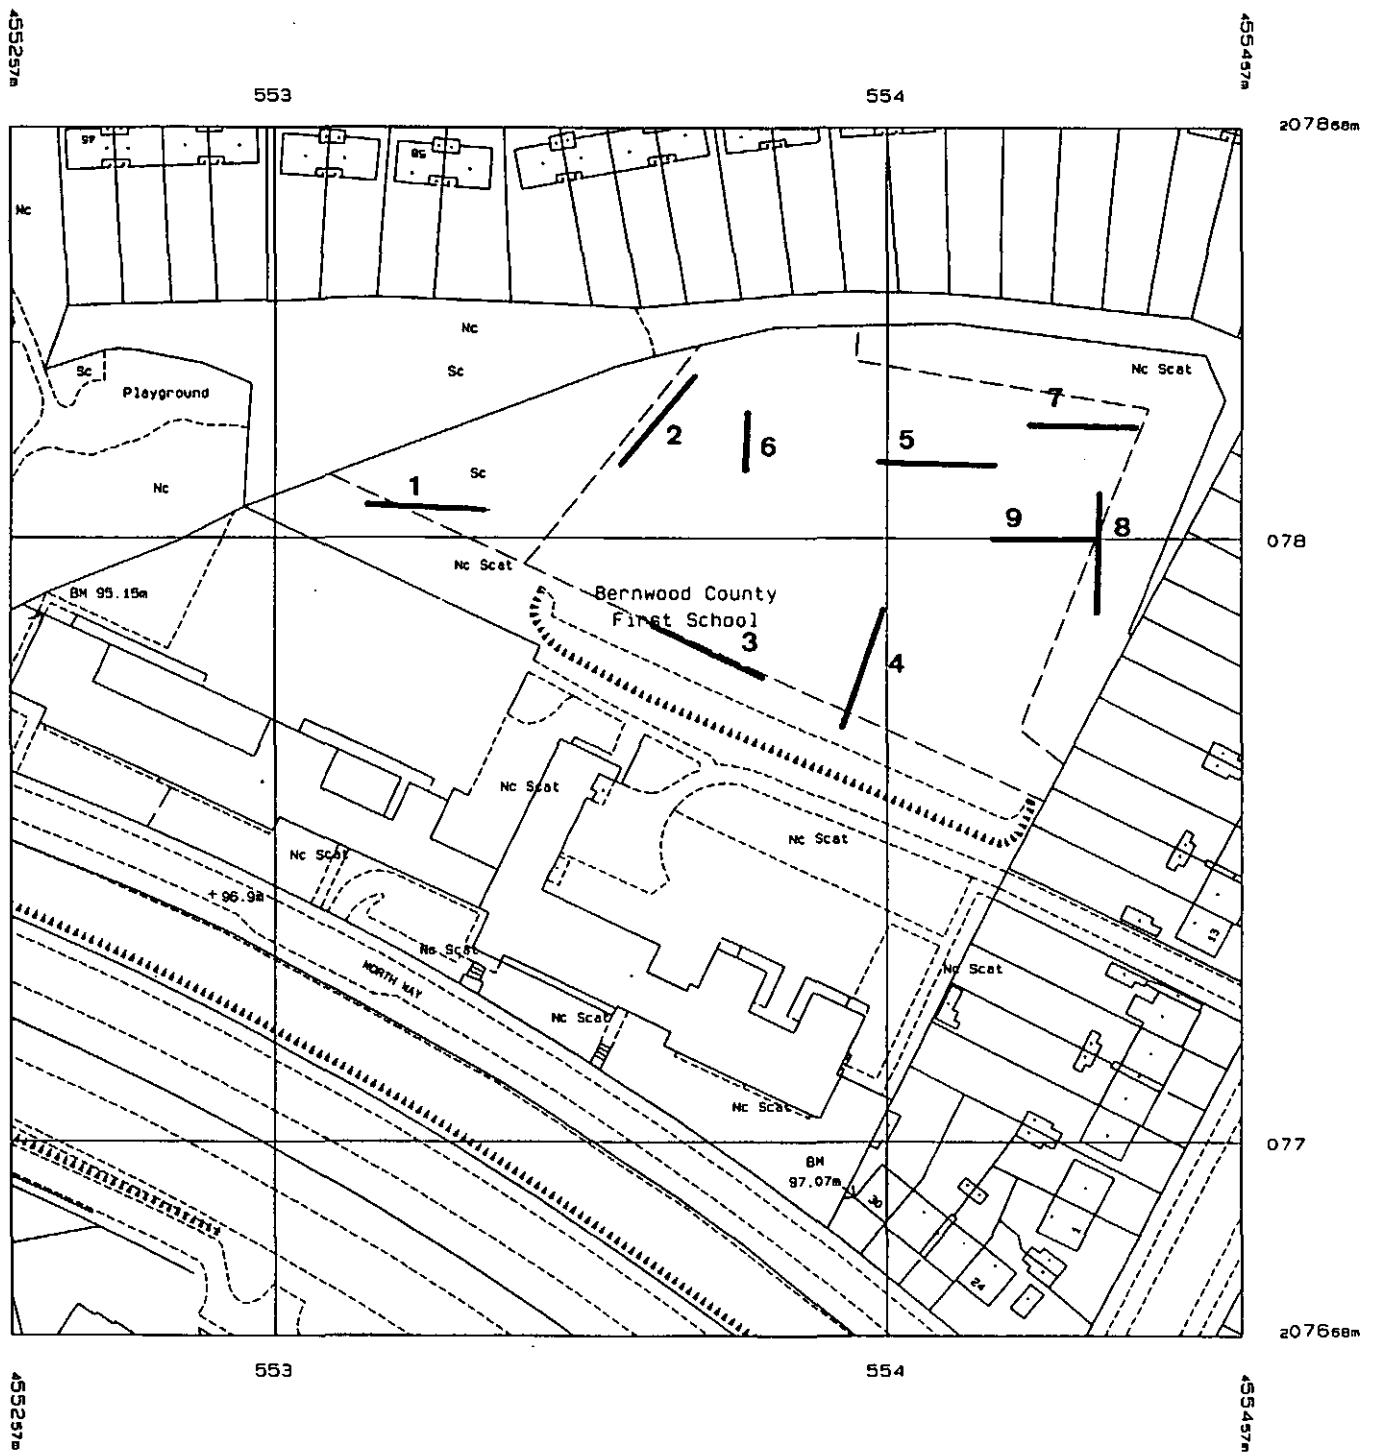 455257m
455457m
553
554
207868m
45
58
Nc
Nc
Sc
Sc
Playground
Nc Scat
7
2
6
5
Nc
Sc
1
9
8
078
Nc Scat
BM 95.15m
Bernwood County
First School
3
4
Nc Scat
Nc Scat
Nc Scat
+ 96.9m
13
Nc Scat
NORTH WAY
Nc Scat
Nc Scat
Nc Scat
077
BM
97.07m
30
1
24
207668m
553
554
455257m
455457m